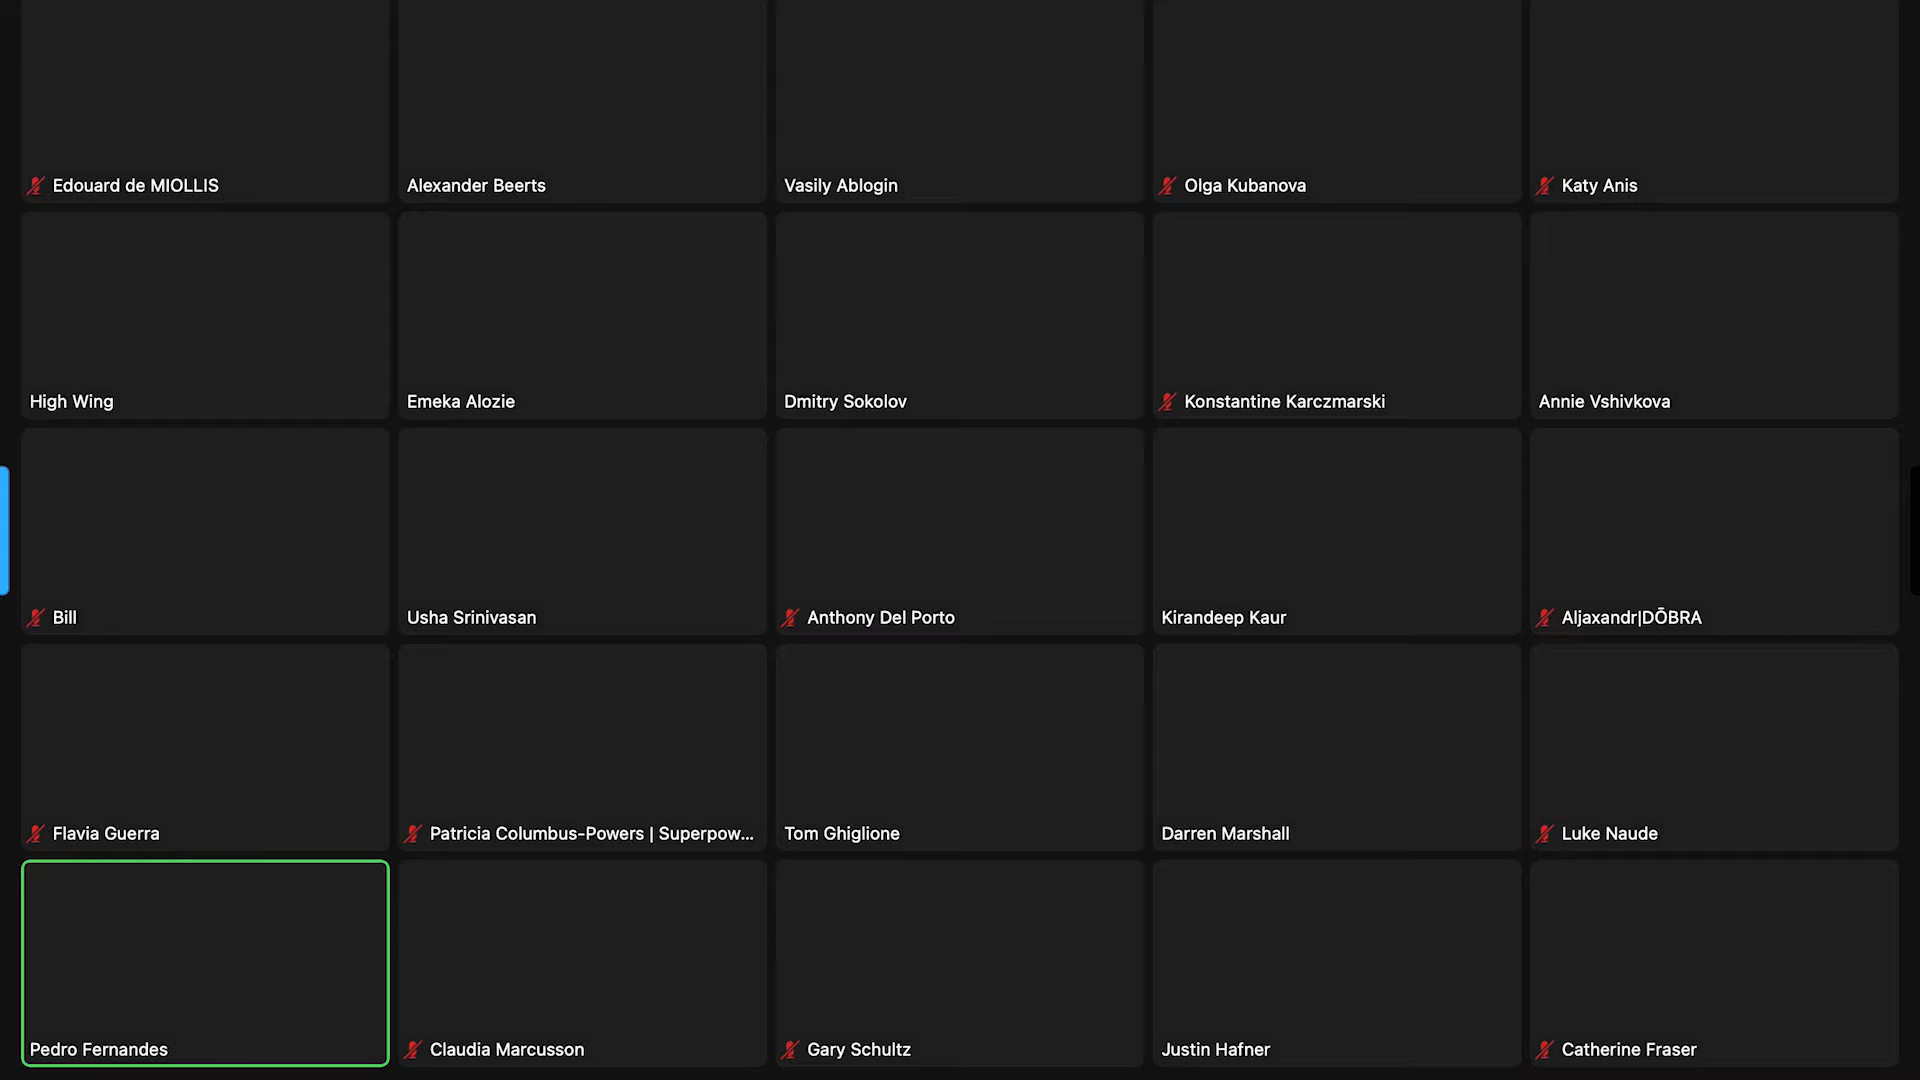 Edouard de MIOLLIS
Alexander Beerts
Vasily Ablogin
Olga Kubanova
Katy Anis
High Wing
Emeka Alozie
Dmitry Sokolov
Konstantine Karczmarski
Annie Vshivkova
Bill
Usha Srinivasan
Anthony Del Porto
Kirandeep Kaur
Aljaxandr|DŌBRA
Flavia Guerra
Patricia Columbus-Powers | Superpow...
Tom Ghiglione
Darren Marshall
Luke Naude
Pedro Fernandes
Claudia Marcusson
Gary Schultz
Justin Hafner
Catherine Fraser